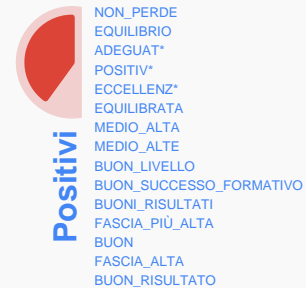 Positivi
NON_PERDE
EQUILIBRIO
ADEGUAT*
POSITIV*
ECCELLENZ*
EQUILIBRATA
MEDIO_ALTA
MEDIO_ALTE
BUON_LIVELLO
BUON_SUCCESSO_FORMATIVO
BUONI_RISULTATI
FASCIA_PIÙ_ALTA
BUON
FASCIA_ALTA
BUON_RISULTATO